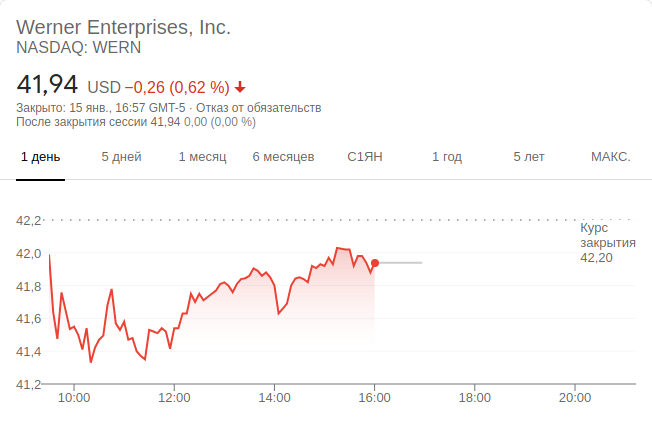 Werner Enterprises, Inc.
NASDAQ: WERN
41,94 USD −0,26 (0,62 %)
Закрыто: 15 янв., 16:57 GMT-5 · Отказ от обязательств
После закрытия сессии 41,94 0,00 (0,00 %)
1 день 5 дней 1 месяц 6 месяцев С1ЯН 1 год 5 лет МАКС.
42,2
Курс
закрытия
42,20
42,0
41,8
41,6
41,4
41,2
10:00 12:00 14:00 16:00 18:00 20:00